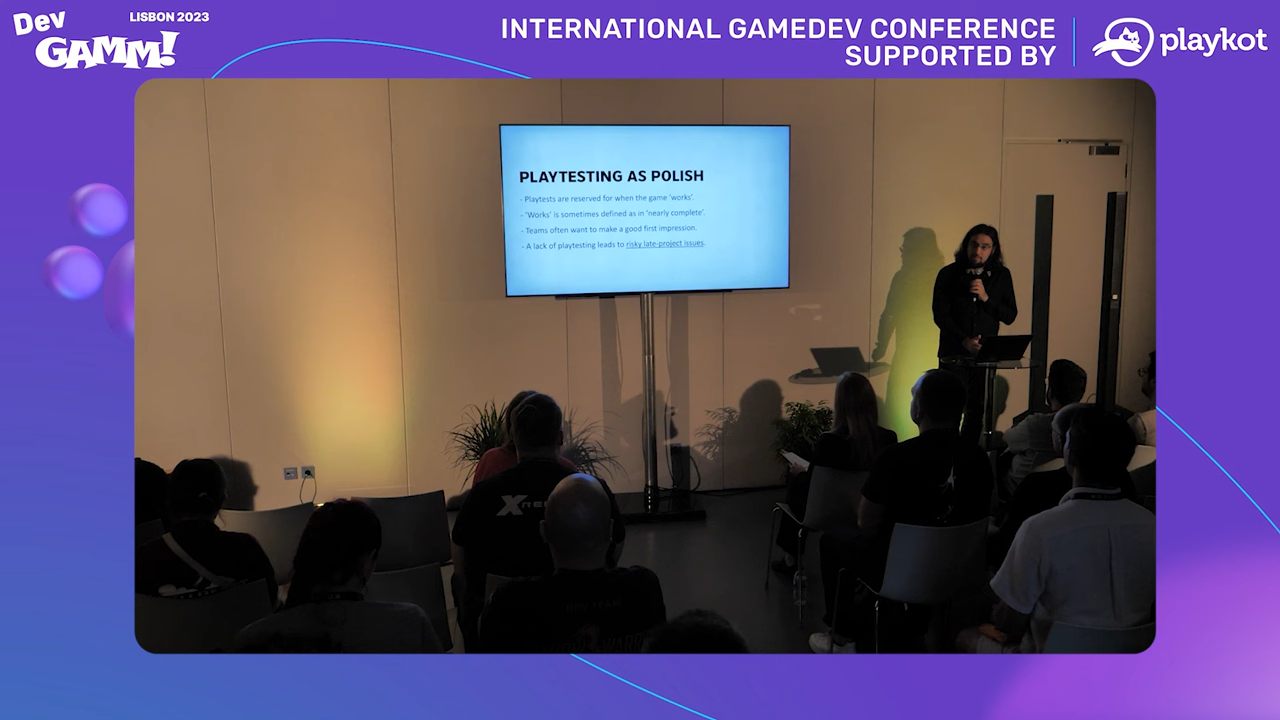 Dev
GAMM!
LISBON 2023
INTERNATIONAL GAMEDEV CONFERENCE
SUPPORTED BY
playkot
PLAYTESTING AS POLISH
- Playtests are reserved for when the game 'works'.
- 'Works' is sometimes defined as in 'nearly complete'.
- Teams often want to make a good first impression.
- A lack of playtesting leads to risky late-project issues.